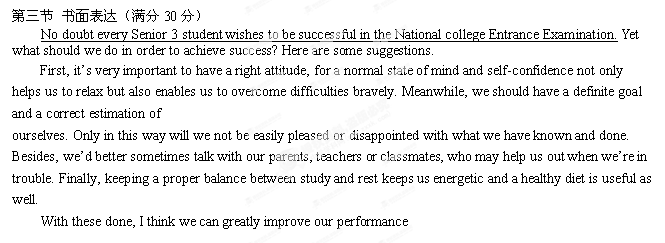 第三节 书面表达（满分 30 分）
No doubt every Senior 3 student wishes to be successful in the National college Entrance Examination. Yet
what should we do in order to achieve success? Here are some suggestions.
First, it's very important to have a right attitude, for a normal state of mind and self-confidence not only
helps us to relax but also enables us to overcome difficulties bravely. Meanwhile, we should have a definite goal
and a correct estimation of
ourselves. Only in this way will we not be easily pleased or disappointed with what we have known and done.
Besides, we'd better sometimes talk with our parents, teachers or classmates, who may help us out when we're in
trouble. Finally, keeping a proper balance between study and rest keeps us energetic and a healthy diet is useful as
well.
With these done, I think we can greatly improve our performance